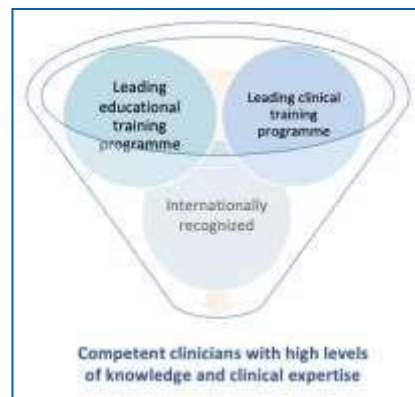 Leading
educational
training
programme
Leading clinical
training
programme
Internationally
recognized
Competent clinicians with high levels
of knowledge and clinical expertise